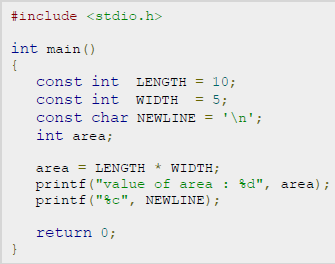 #include <stdio.h>
int main()
{
   const int  LENGTH = 10;
   const int  WIDTH  = 5;
   const char NEWLINE = '\n';
   int area;

   area = LENGTH * WIDTH;
   printf("value of area : %d", area);
   printf("%c", NEWLINE);

   return 0;
}